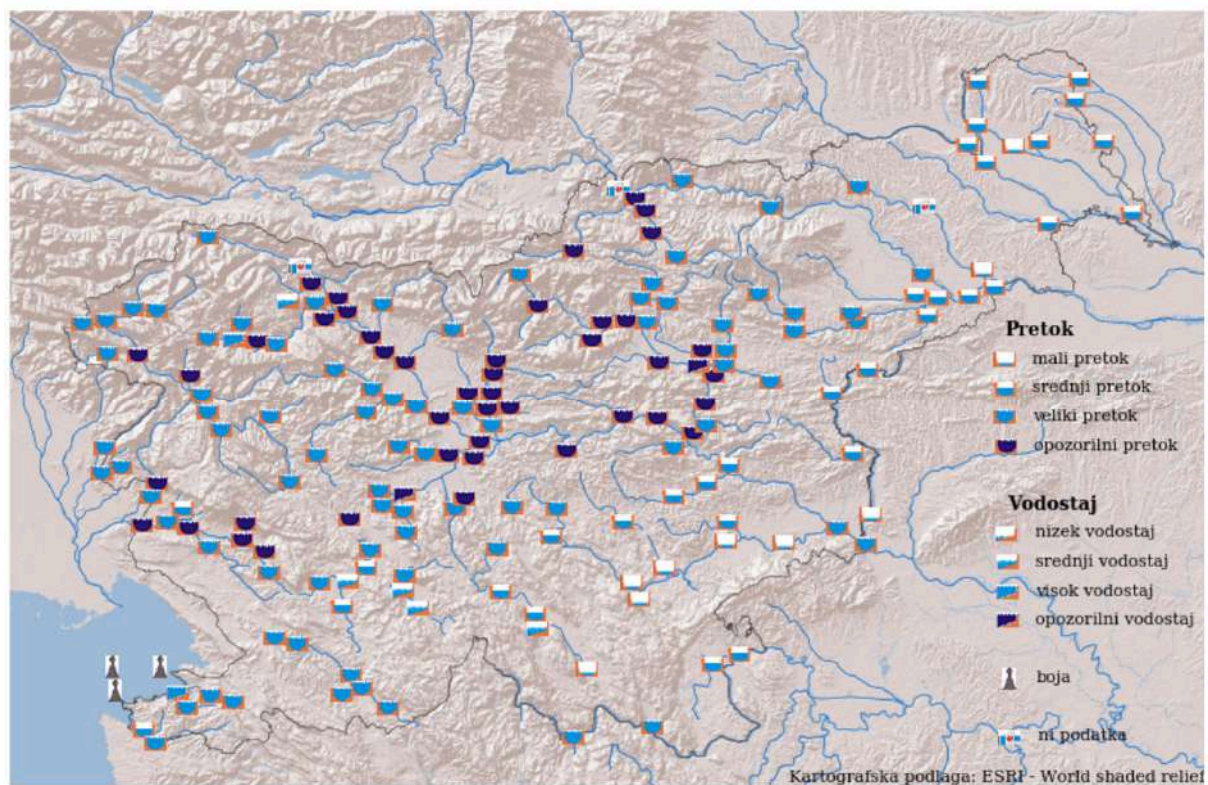 Pretok
mali pretok
srednji pretok
veliki pretok
opozorilni pretok
Vodostaj
nizek vodostaj
srednji vodostaj
visok vodostaj
opozorilni vodostaj
boja
ni podatka
Kartografska podlaga: ESRI - World shaded relief